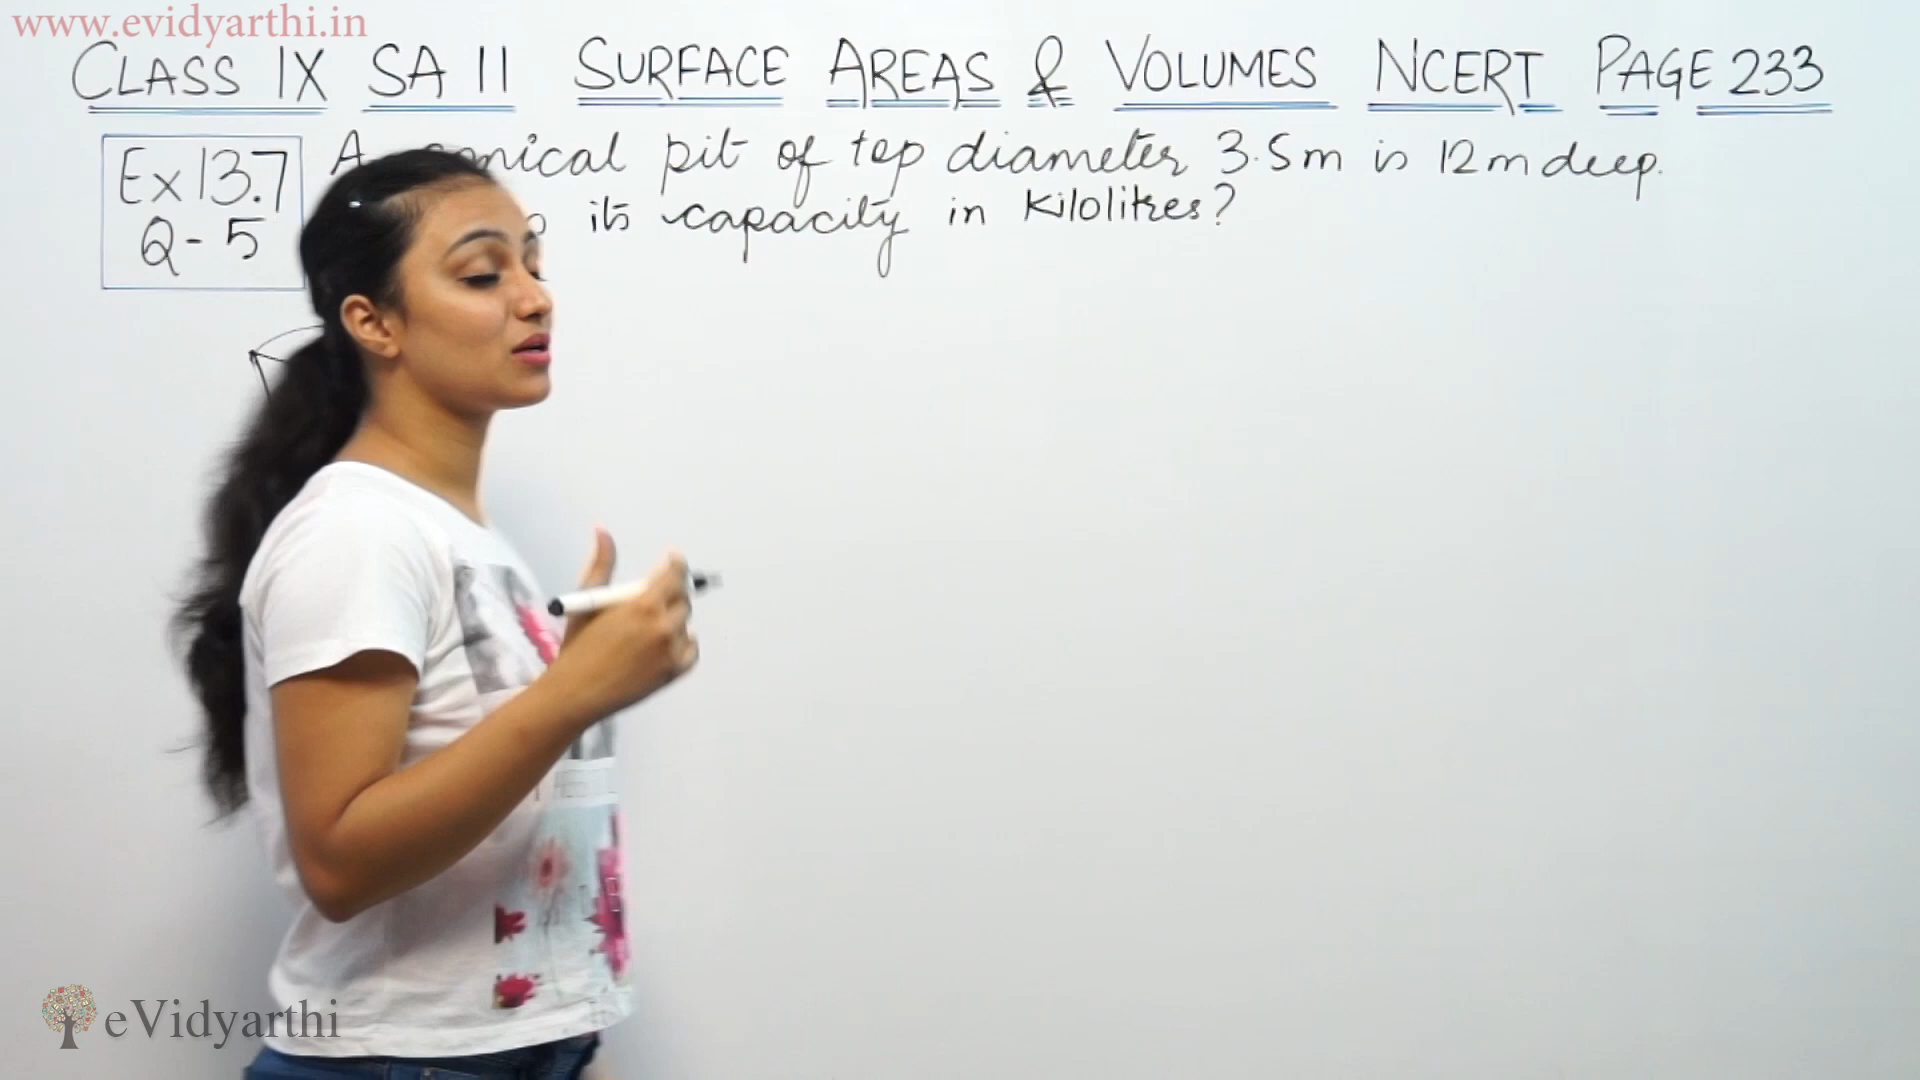 www.evidyarthi.in
CLASS IX SA II SURFACE AREAS & VOLUMES NCERT PAGE 233
Ex 13.7
Q - 5
A conical pit of top diameter 3.5m is 12m deep.
its capacity in kilolitres?
eVidyarthi